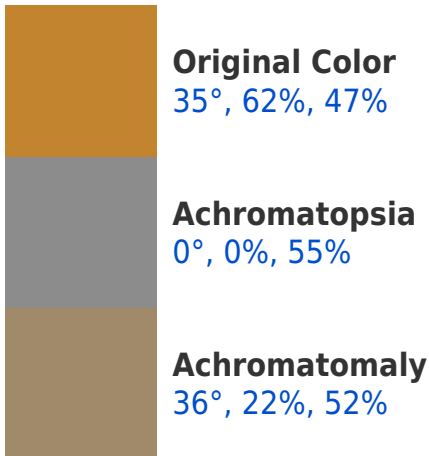 Original Color
35°, 62%, 47%
Achromatopsia
0°, 0%, 55%
Achromatomaly
36°, 22%, 52%